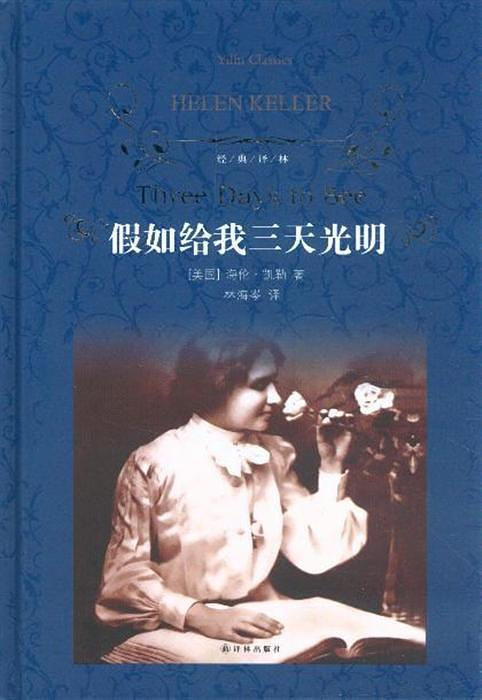 Yilin Classics
HELEN KELLER
经/典/译/林
Three Days to See
假如给我三天光明
[美国] 海伦·凯勒 著
林海岑 译
译林出版社